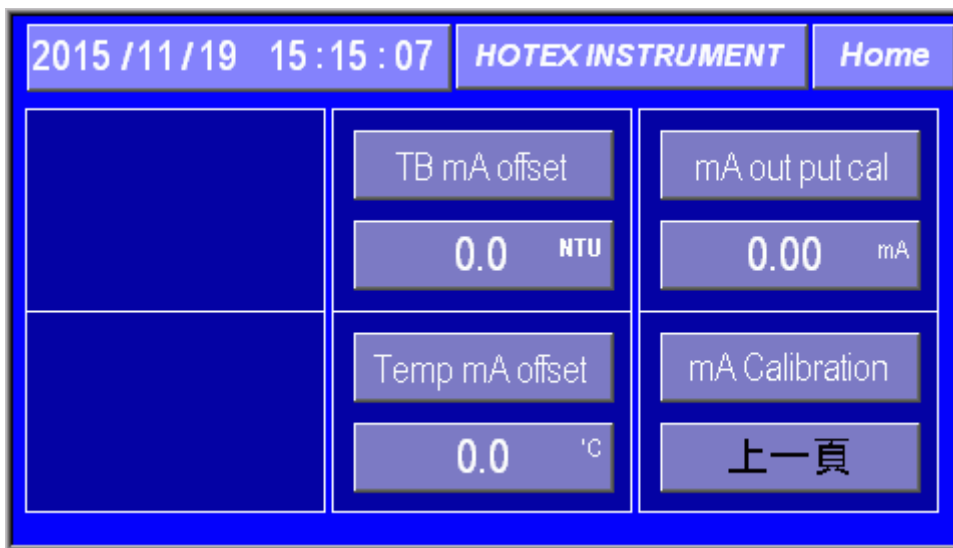 2015 /11/19 15:15:07 HOTEX INSTRUMENT Home
TB mA offset
0.0 NTU
mA out put cal
0.00 mA
Temp mA offset
0.0 'C
mA Calibration
上一頁